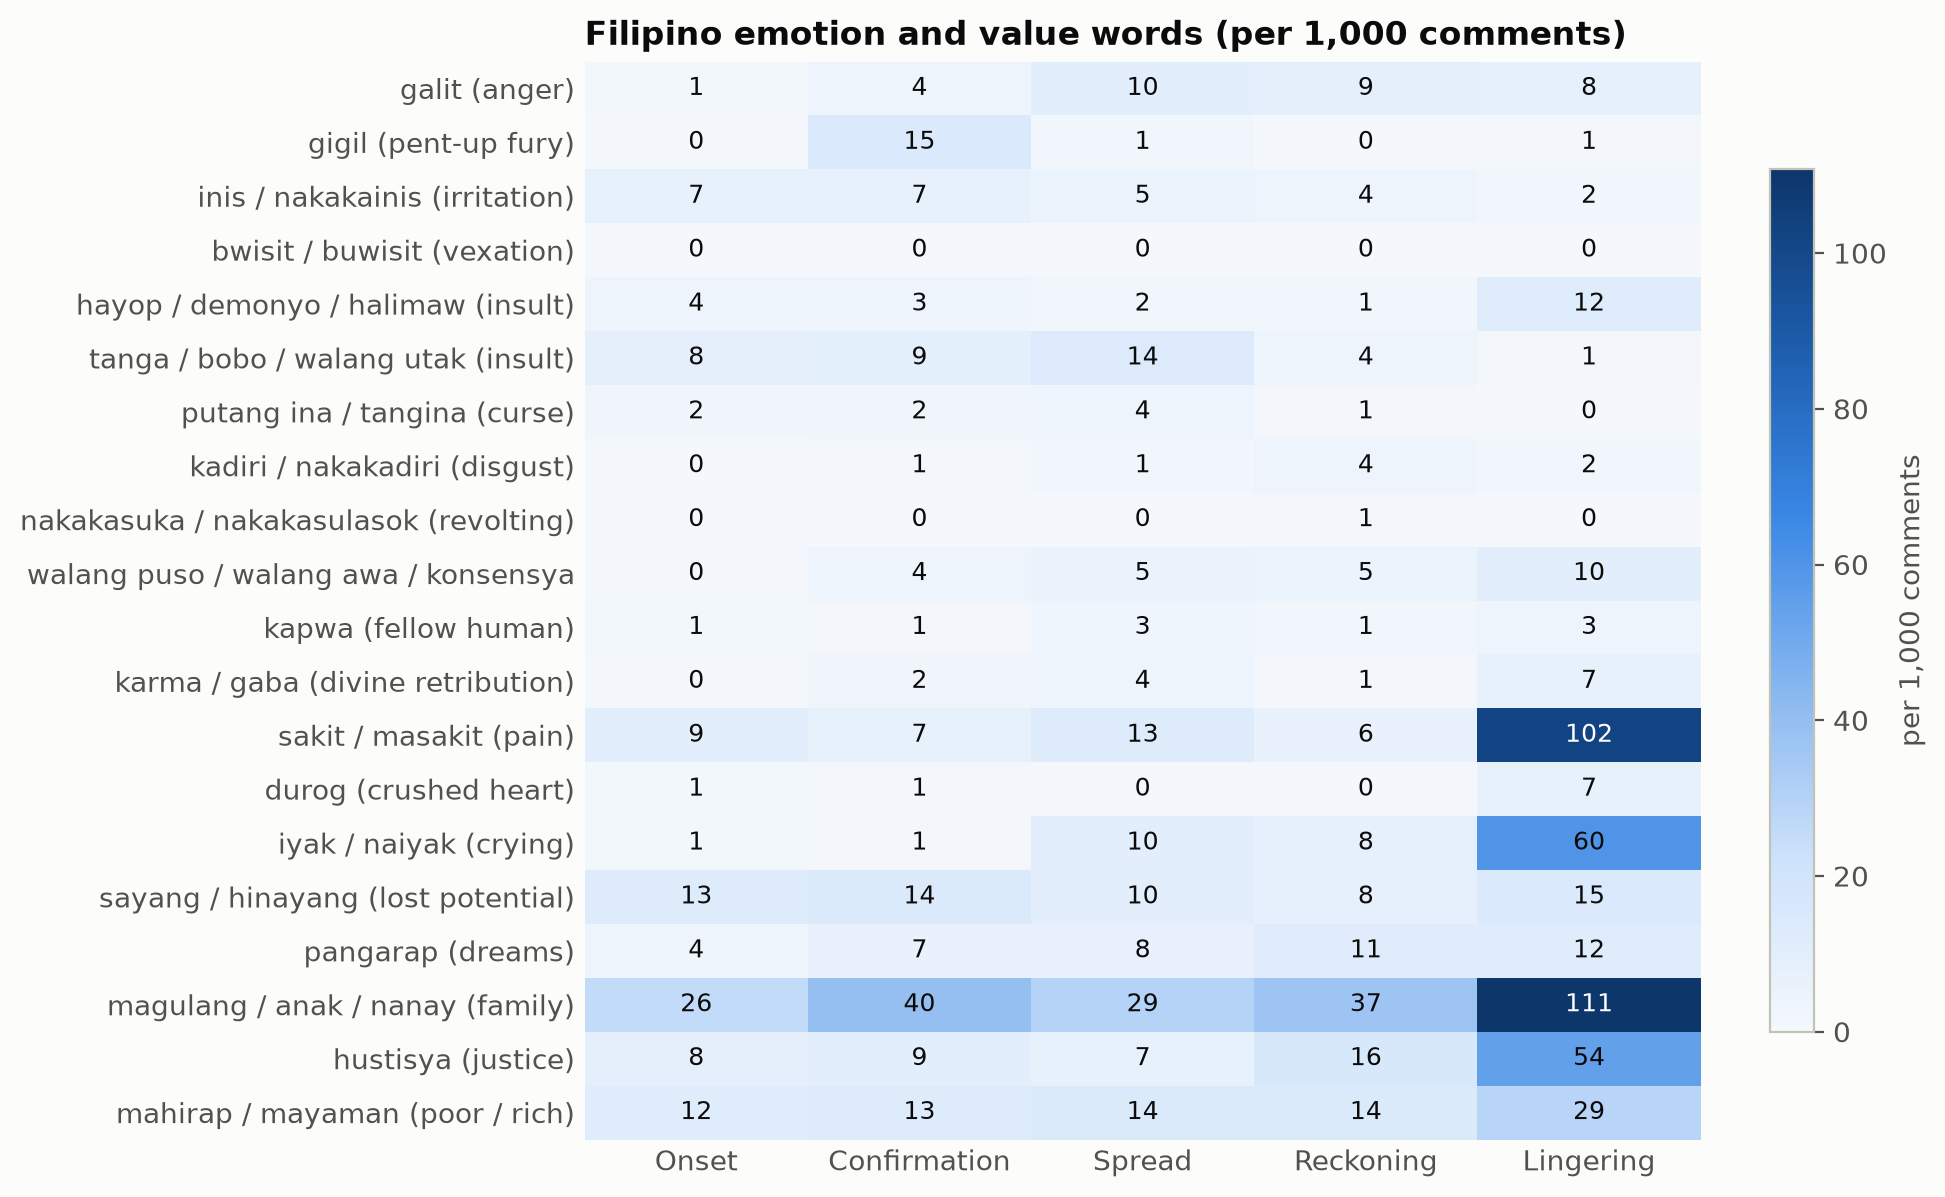 Filipino emotion and value words (per 1,000 comments)
galit (anger) 1 4 10 9 8
gigil (pent-up fury) 0 15 1 0 1
inis / nakakainis (irritation) 7 7 5 4 2
bwisit / buwisit (vexation) 0 0 0 0 0
hayop / demonyo / halimaw (insult) 4 3 2 1 12
tanga / bobo / walang utak (insult) 8 9 14 4 1
putang ina / tangina (curse) 2 2 4 1 0
kadiri / nakakadiri (disgust) 0 1 1 4 2
nakakasuka / nakakasulasok (revolting) 0 0 0 1 0
walang puso / walang awa / konsensya 0 4 5 5 10
kapwa (fellow human) 1 1 3 1 3
karma / gaba (divine retribution) 0 2 4 1 7
sakit / masakit (pain) 9 7 13 6 102
durog (crushed heart) 1 1 0 0 7
iyak / naiyak (crying) 1 1 10 8 60
sayang / hinayang (lost potential) 13 14 10 8 15
pangarap (dreams) 4 7 8 11 12
magulang / anak / nanay (family) 26 40 29 37 111
hustisya (justice) 8 9 7 16 54
mahirap / mayaman (poor / rich) 12 13 14 14 29
Onset Confirmation Spread Reckoning Lingering
100
80
60
40
20
0
per 1,000 comments